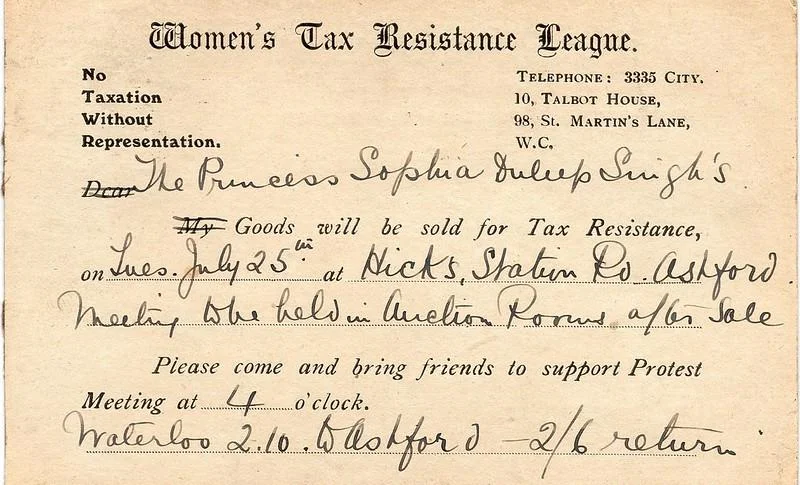 Women's Tax Resistance League.
No
Taxation
Without
Representation.
TELEPHONE: 3335 CITY.
10, TALBOT HOUSE,
98, ST. MARTIN'S LANE,
W.C.
Dear The Princess Sophia Duleep Singh's
My Goods will be sold for Tax Resistance,
on Tues. July 25th at Hick's, Station Rd. Ashford
Meeting to be held in Auction Rooms after Sale
Please come and bring friends to support Protest
Meeting at 4 o'clock.
Waterloo 2.10. to Ashford - 2/6 return